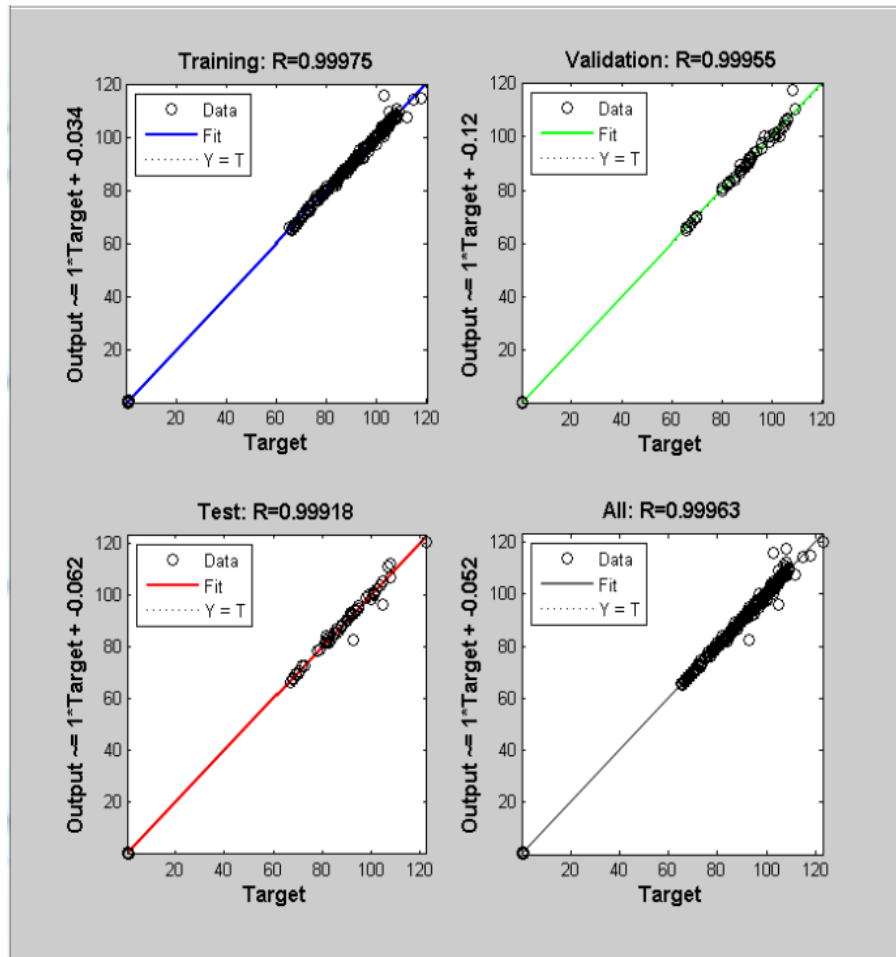 Training: R=0.99975
Output ~= 1*Target + -0.034
120
100
80
60
40
20
Data
Fit
Y = T
20 40 60 80 100 120
Target
Validation: R=0.99955
Output ~= 1*Target + -0.12
120
100
80
60
40
20
Data
Fit
Y = T
20 40 60 80 100 120
Target
Test: R=0.99918
Output ~= 1*Target + -0.062
120
100
80
60
40
20
Data
Fit
Y = T
20 40 60 80 100 120
Target
All: R=0.99963
Output ~= 1*Target + -0.052
120
100
80
60
40
20
Data
Fit
Y = T
20 40 60 80 100 120
Target